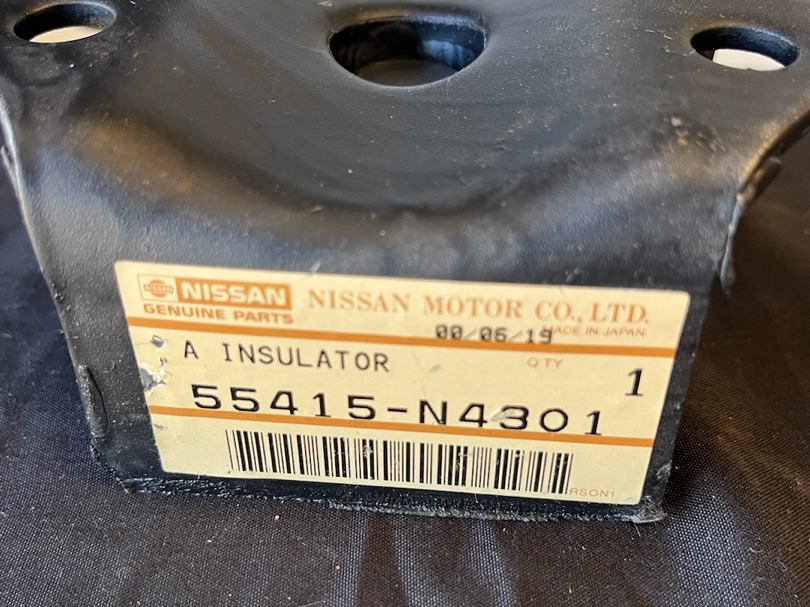 NISSAN NISSAN MOTOR CO., LTD.
GENUINE PARTS
00/06/19 MADE IN JAPAN
A INSULATOR QTY 1
55415-N4301
RSON1